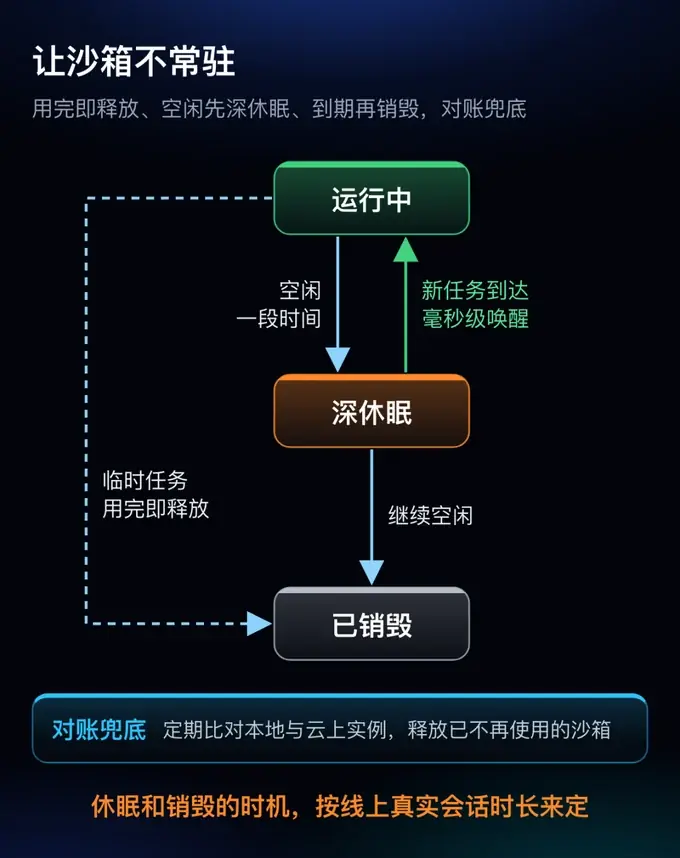 让沙箱不常驻
用完即释放、空闲先深休眠、到期再销毁，对账兜底
运行中
空闲
一段时间
新任务到达
毫秒级唤醒
深休眠
临时任务
用完即释放
继续空闲
已销毁
对账兜底 定期比对本地与云上实例，释放已不再使用的沙箱
休眠和销毁的时机，按线上真实会话时长来定